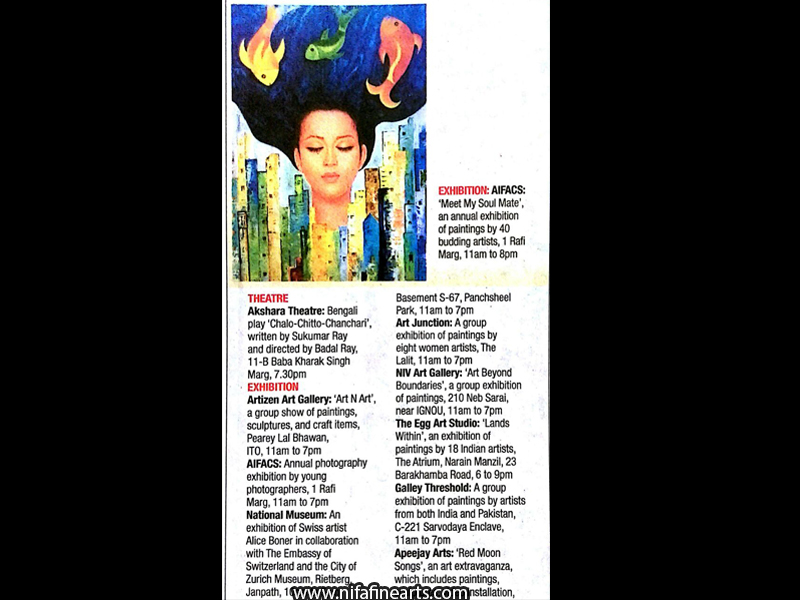 EXHIBITION: AIFACS:
‘Meet My Soul Mate’,
an annual exhibition
of paintings by 40
budding artists, 1 Rafi
Marg, 11am to 8pm
THEATRE
Akshara Theatre: Bengali
play ‘Chalo-Chitto-Chanchari’,
written by Sukumar Ray
and directed by Badal Ray,
11-B Baba Kharak Singh
Marg, 7.30pm
EXHIBITION
Artizen Art Gallery: ‘Art N Art’,
a group show of paintings,
sculptures, and craft items,
Pearey Lal Bhawan,
ITO, 11am to 7pm
AIFACS: Annual photography
exhibition by young
photographers, 1 Rafi
Marg, 11am to 7pm
National Museum: An
exhibition of Swiss artist
Alice Boner in collaboration
with The Embassy of
Switzerland and the City of
Zurich Museum, Rietberg,
Janpath,
Basement S-67, Panchsheel
Park, 11am to 7pm
Art Junction: A group
exhibition of paintings by
eight women artists, The
Lalit, 11am to 7pm
NIV Art Gallery: ‘Art Beyond
Boundaries’, a group exhibition
of paintings, 210 Neb Sarai,
near IGNOU, 11am to 7pm
The Egg Art Studio: ‘Lands
Within’, an exhibition of
paintings by 18 Indian artists,
The Atrium, Narain Manzil, 23
Barakhamba Road, 6 to 9pm
Galley Threshold: A group
exhibition of paintings by artists
from both India and Pakistan,
C-221 Sarvodaya Enclave,
11am to 7pm
Apeejay Arts: ‘Red Moon
Songs’, an art extravaganza,
which includes paintings,
installation,
www.nifafinearts.com